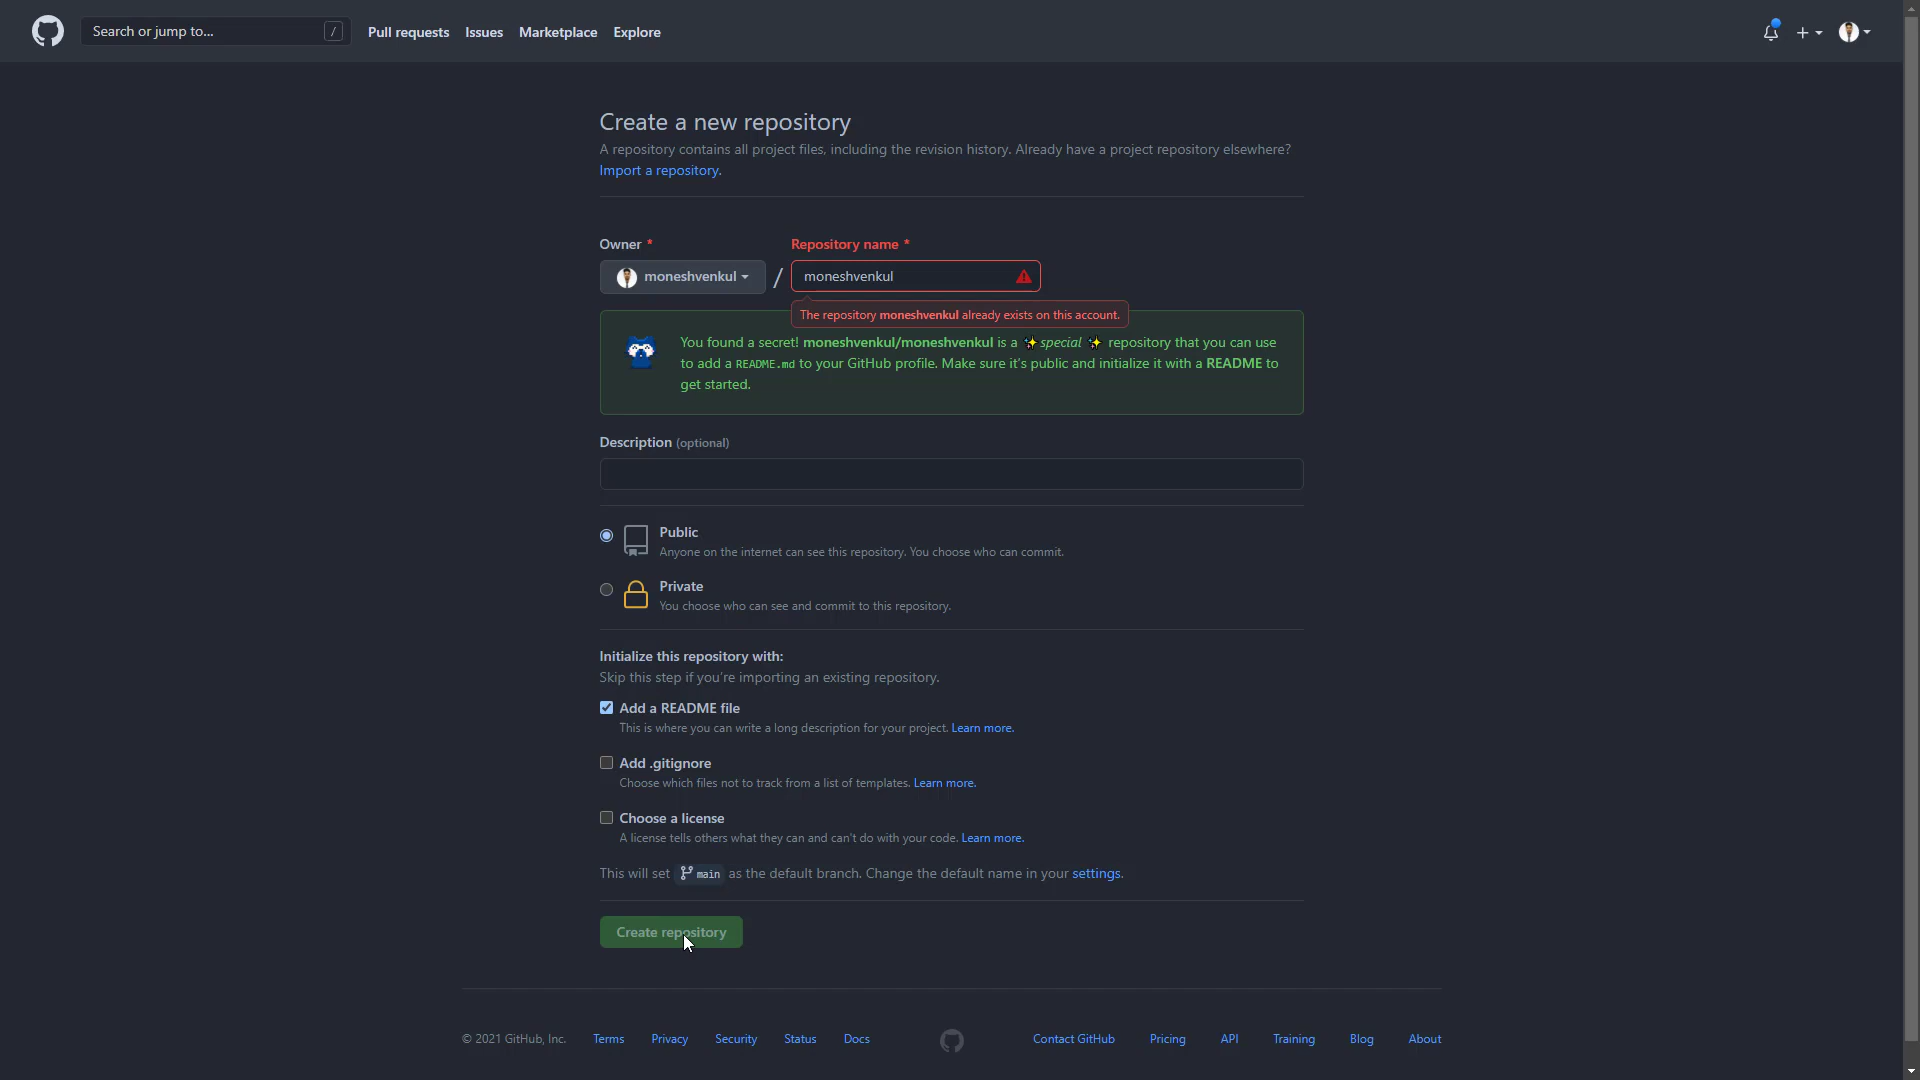 Search or jump to... /
Pull requests Issues Marketplace Explore
Create a new repository
A repository contains all project files, including the revision history. Already have a project repository elsewhere?
Import a repository.
Owner * Repository name *
moneshvenkul / moneshvenkul
The repository moneshvenkul already exists on this account.
You found a secret! moneshvenkul/moneshvenkul is a ✨special ✨ repository that you can use
to add a README.md to your GitHub profile. Make sure it's public and initialize it with a README to
get started.
Description (optional)
Public
Anyone on the internet can see this repository. You choose who can commit.
Private
You choose who can see and commit to this repository.
Initialize this repository with:
Skip this step if you're importing an existing repository.
Add a README file
This is where you can write a long description for your project. Learn more.
Add .gitignore
Choose which files not to track from a list of templates. Learn more.
Choose a license
A license tells others what they can and can't do with your code. Learn more.
This will set main as the default branch. Change the default name in your settings.
Create repository
© 2021 GitHub, Inc. Terms Privacy Security Status Docs Contact GitHub Pricing API Training Blog About